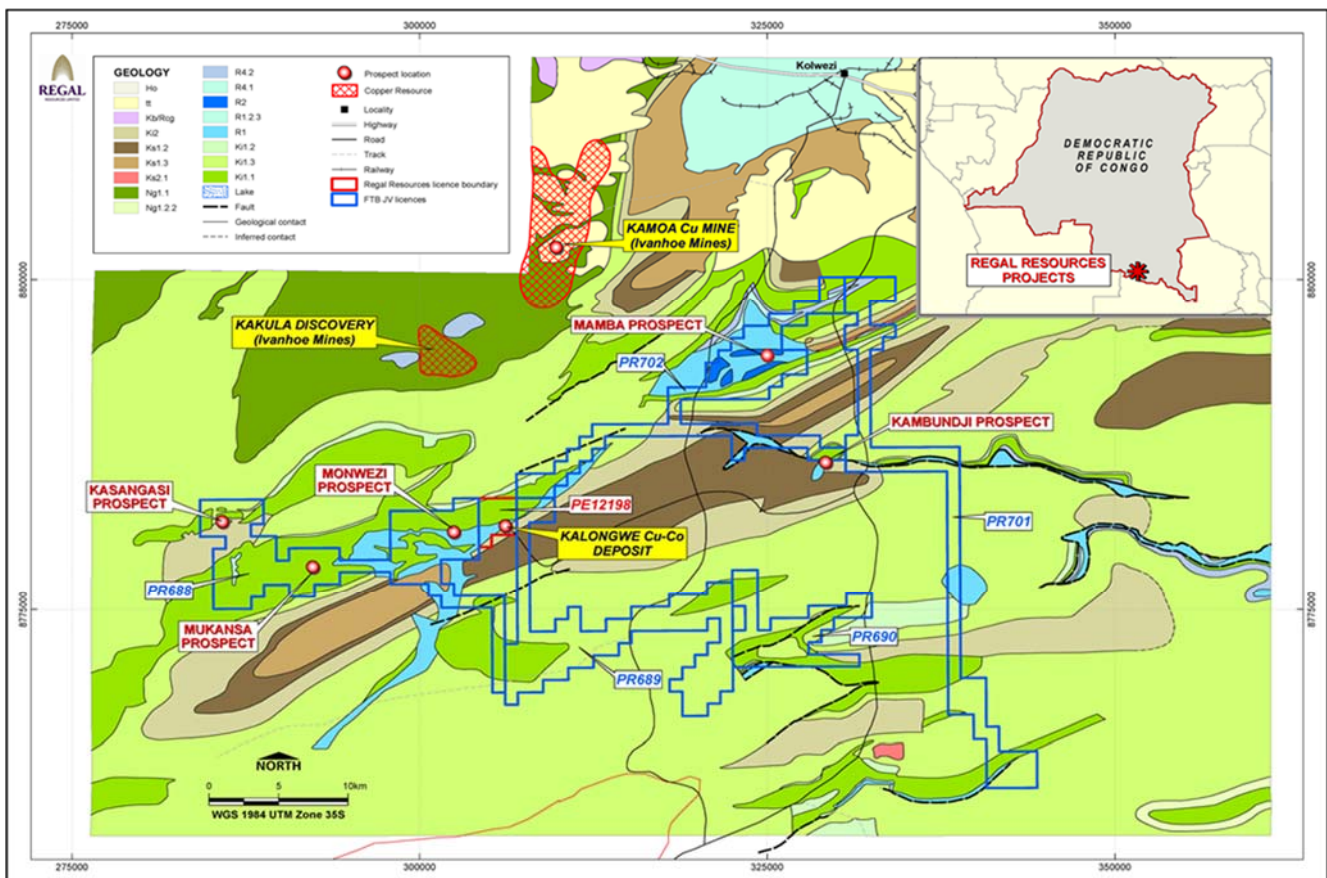 275000
300000
325000
350000
REGAL
RESOURCES LIMITED
GEOLOGY
Ho
tt
Kb/Rcg
Ki2
Ks1.2
Ks1.3
Ks2.1
Ng1.1
Ng1.2.2
R4.2
R4.1
R2
R1.2.3
R1
Ki1.2
Ki1.3
Ki1.1
Lake
Fault
Geological contact
Inferred contact
Prospect location
Copper Resource
Locality
Highway
Road
Track
Railway
Regal Resources licence boundary
FTB JV licences
Kolwezi
DEMOCRATIC
REPUBLIC
OF CONGO
REGAL RESOURCES
PROJECTS
KAMOA Cu MINE
(Ivanhoe Mines)
8800000
8800000
KAKULA DISCOVERY
(Ivanhoe Mines)
MAMBA PROSPECT
PR702
KAMBUNDJI PROSPECT
KASANGASI
PROSPECT
MONWEZI
PROSPECT
PE12198
KALONGWE Cu-Co
DEPOSIT
PR701
PR688
8775000
8775000
MUKANSA
PROSPECT
PR690
PR689
NORTH
0
5
10km
WGS 1984 UTM Zone 35S
275000
300000
325000
350000